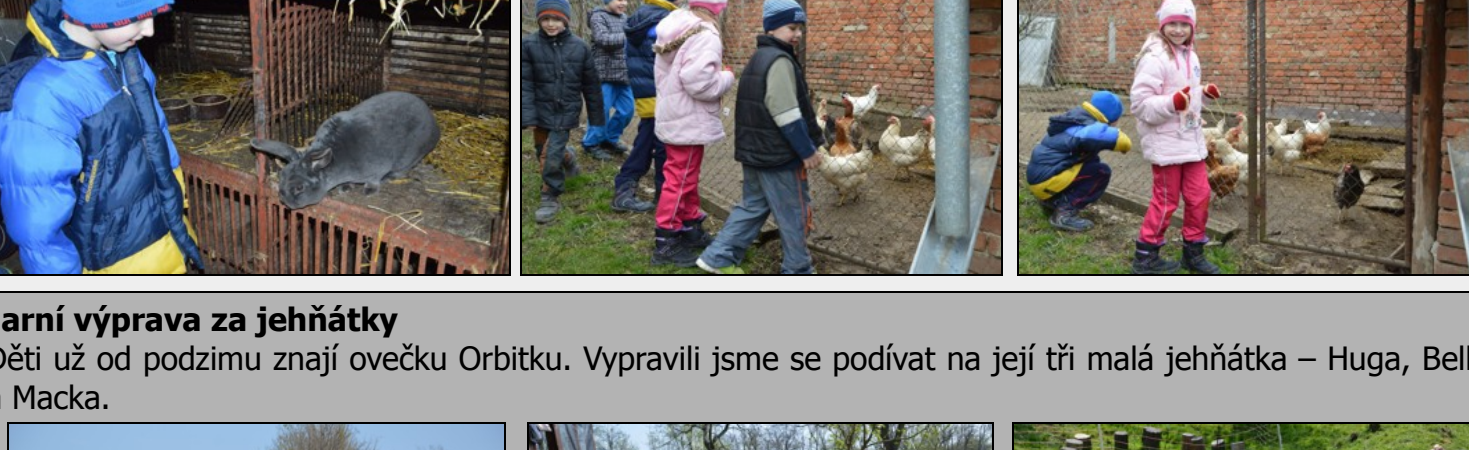 arní výprava za jehňátky
Děti už od podzimu znají ovečku Orbitku. Vypravili jsme se podívat na její tři malá jehňátka – Huga, Bell
a Macka.